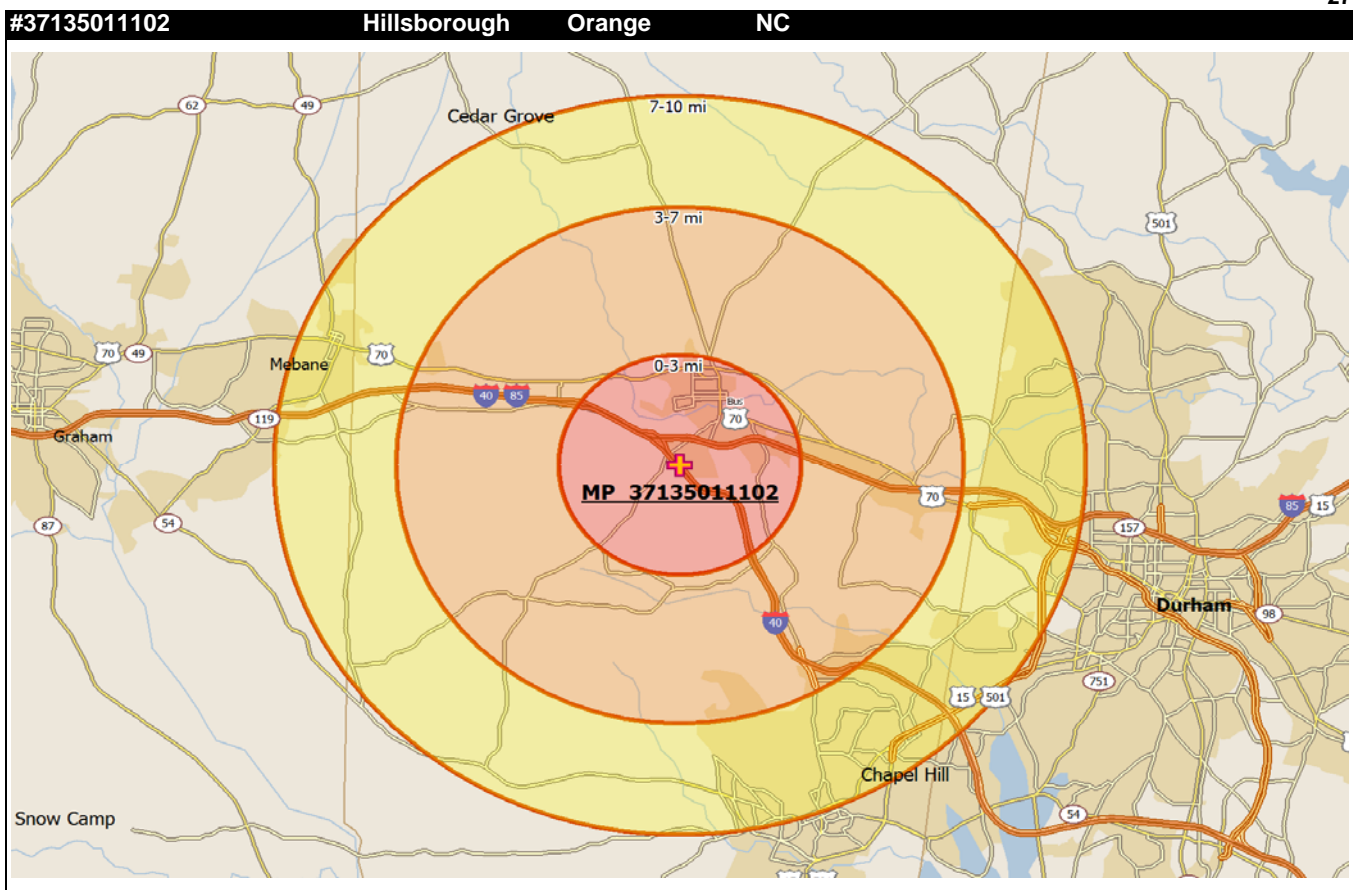 #37135011102 Hillsborough Orange NC
7-10 mi
62
49
Cedar Grove
3-7 mi
501
70
49
Mebane
70
0-3 mi
40
85
Bus
70
119
Graham
MP 37135011102
87
54
70
157
85
15
40
Durham
98
751
15
501
Chapel Hill
54
Snow Camp